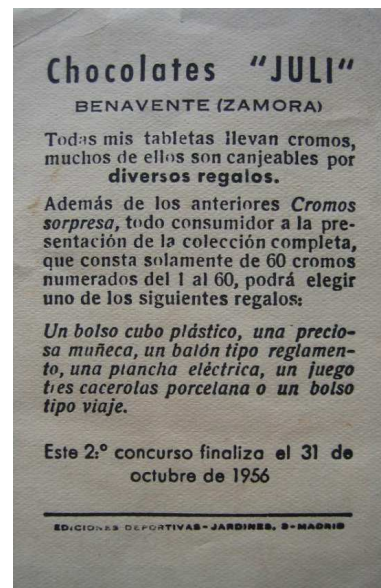 Chocolates "JULI"
BENAVENTE (ZAMORA)
Todas mis tabletas llevan cromos,
muchos de ellos son canjeables por
diversos regalos.
Además de los anteriores Cromos
sorpresa, todo consumidor a la pre-
sentación de la colección completa,
que consta solamente de 60 cromos
numerados del 1 al 60, podrá elegir
uno de los siguientes regalos:
Un bolso cubo plástico, una precio-
sa muñeca, un balón tipo reglamen-
to, una plancha eléctrica, un juego
tres cacerolas porcelana o un bolso
tipo viaje.
Este 2.º concurso finaliza el 31 de
octubre de 1956
EDICIONES DEPORTIVAS-JARDINES, 9-MADRID